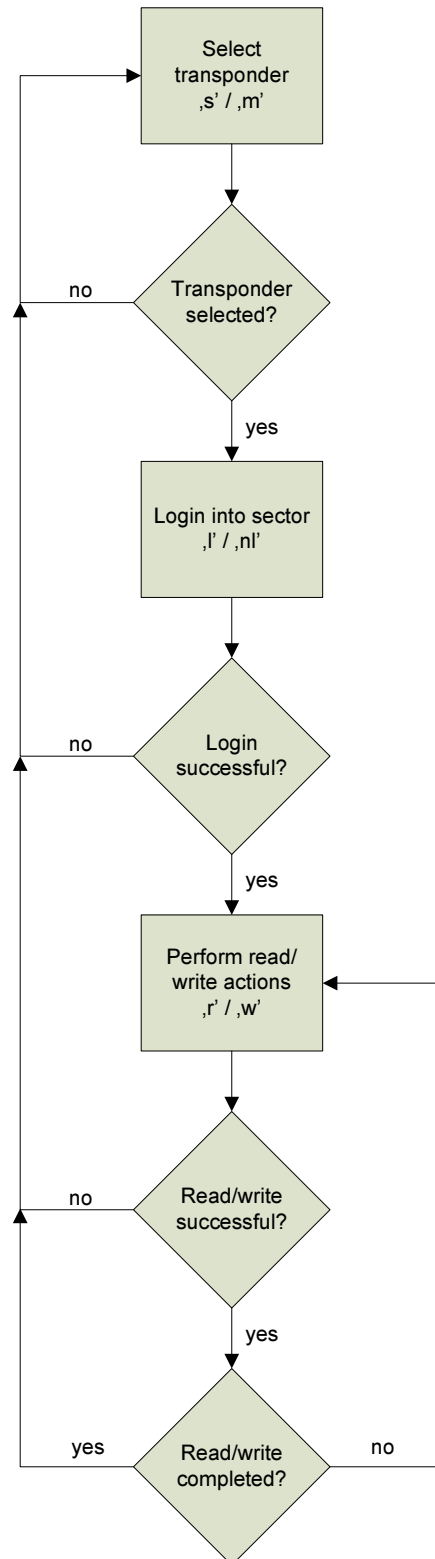 Select
transponder
‚s’ / ‚m’
no
Transponder
selected?
yes
Login into sector
‚l’ / ‚nl’
no
Login
successful?
yes
Perform read/
write actions
‚r’ / ‚w’
no
Read/write
successful?
yes
yes
Read/write
completed?
no